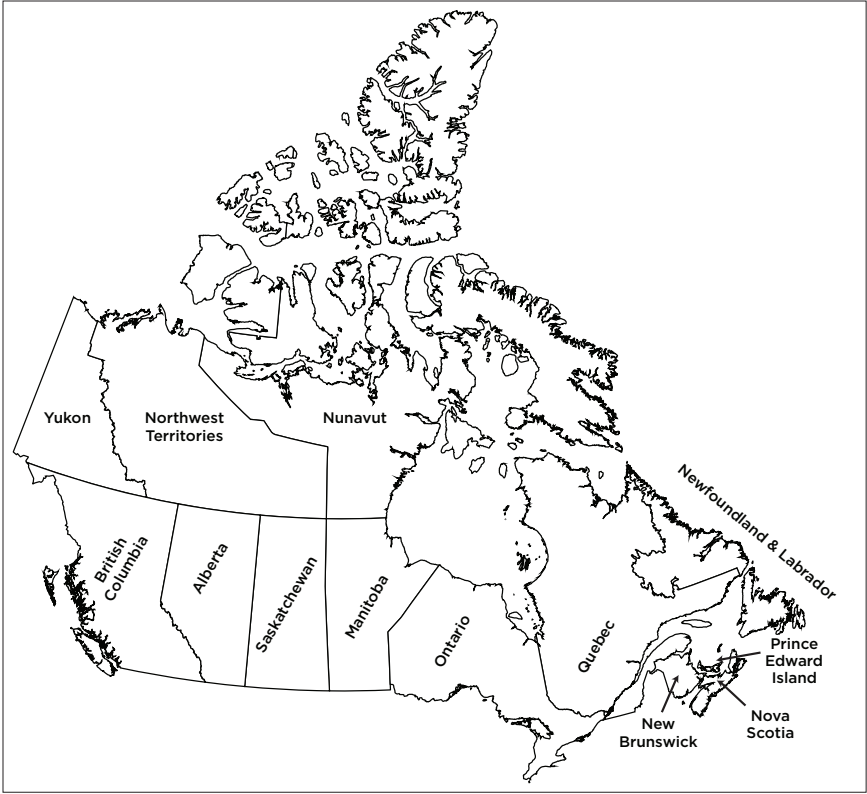 Yukon
Northwest
Territories
Nunavut
Newfoundland & Labrador
British
Columbia
Alberta
Saskatchewan
Manitoba
Ontario
Quebec
Prince
Edward
Island
New
Brunswick
Nova
Scotia